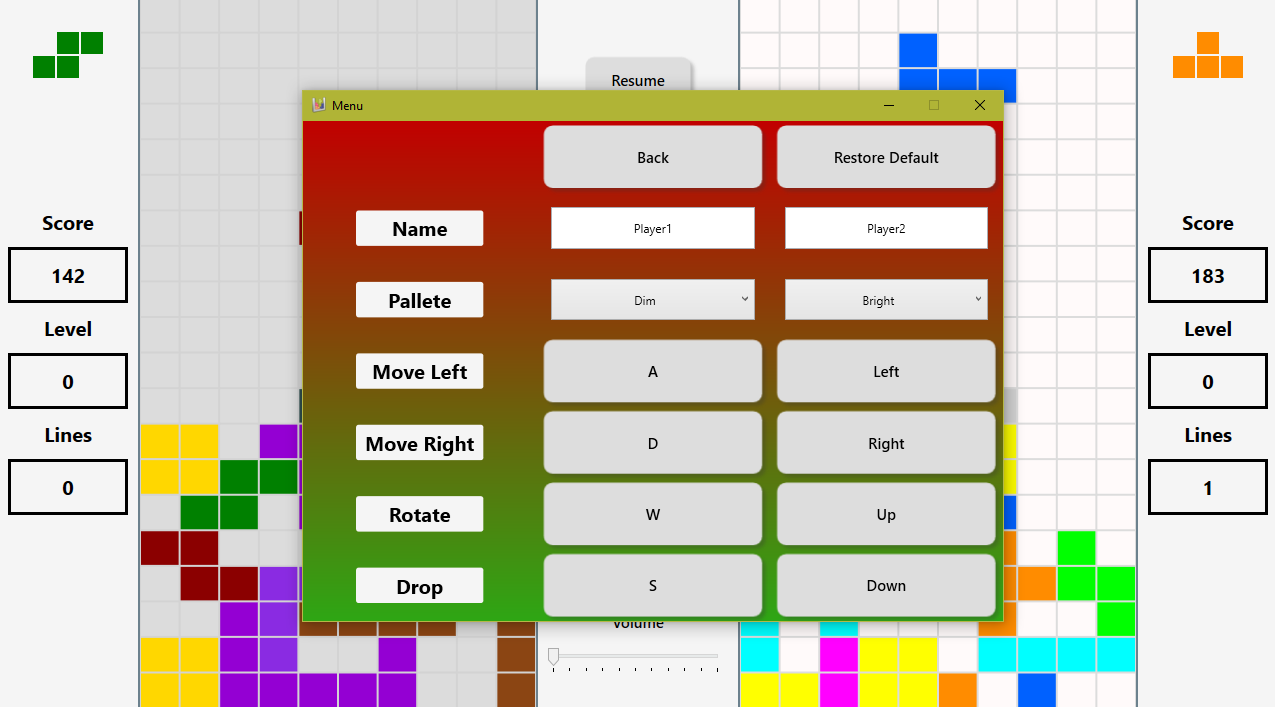 Resume
Menu
Back
Restore Default
Name
Player1
Player2
Pallete
Dim
Bright
Move Left
A
Left
Move Right
D
Right
Rotate
W
Up
Drop
S
Down
Score
142
Level
0
Lines
0
Volume
Score
183
Level
0
Lines
1